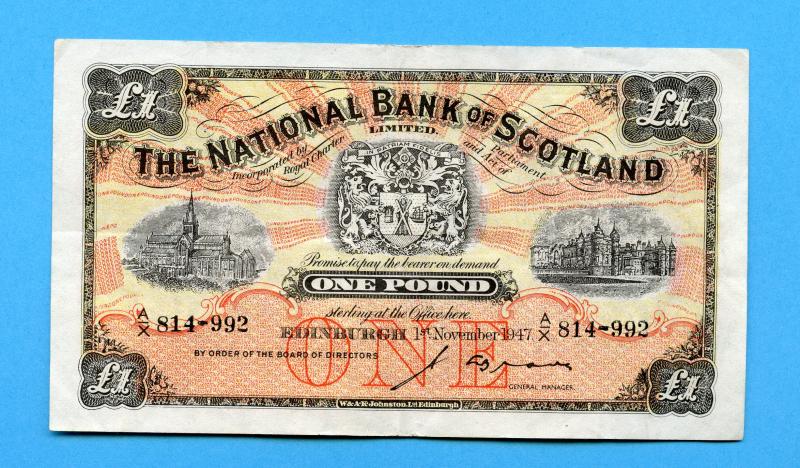 £1
£1
THE NATIONAL BANK OF SCOTLAND
LIMITED.
Incorporated by Royal Charter
and Act of Parliament
Promise to pay the bearer on demand
ONE POUND
sterling at the Office here.
A/X 814-992
A/X 814-992
EDINBURGH 1st November 1947
BY ORDER OF THE BOARD OF DIRECTORS
ONE
GENERAL MANAGER
£1
£1
W & A.K. Johnston. Ltd Edinburgh